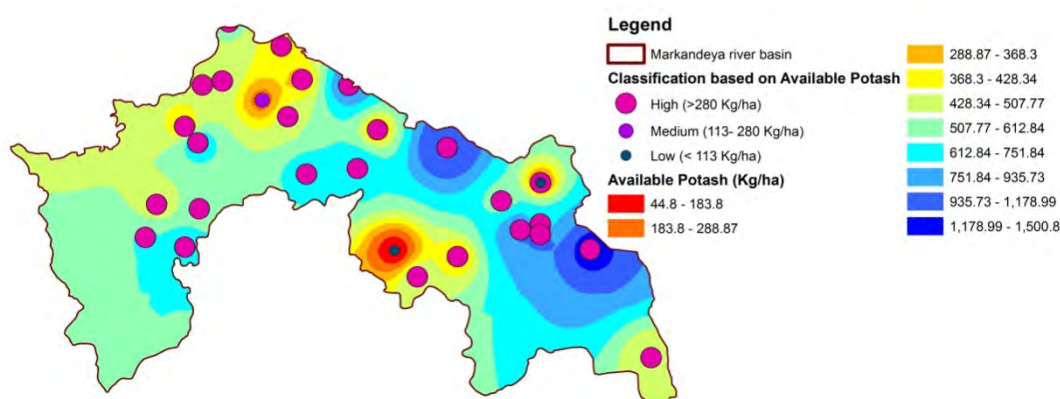 Legend
Markandeya river basin
Classification based on Available Potash
High (>280 Kg/ha)
Medium (113- 280 Kg/ha)
Low (< 113 Kg/ha)
Available Potash (Kg/ha)
44.8 - 183.8
183.8 - 288.87
288.87 - 368.3
368.3 - 428.34
428.34 - 507.77
507.77 - 612.84
612.84 - 751.84
751.84 - 935.73
935.73 - 1,178.99
1,178.99 - 1,500.8